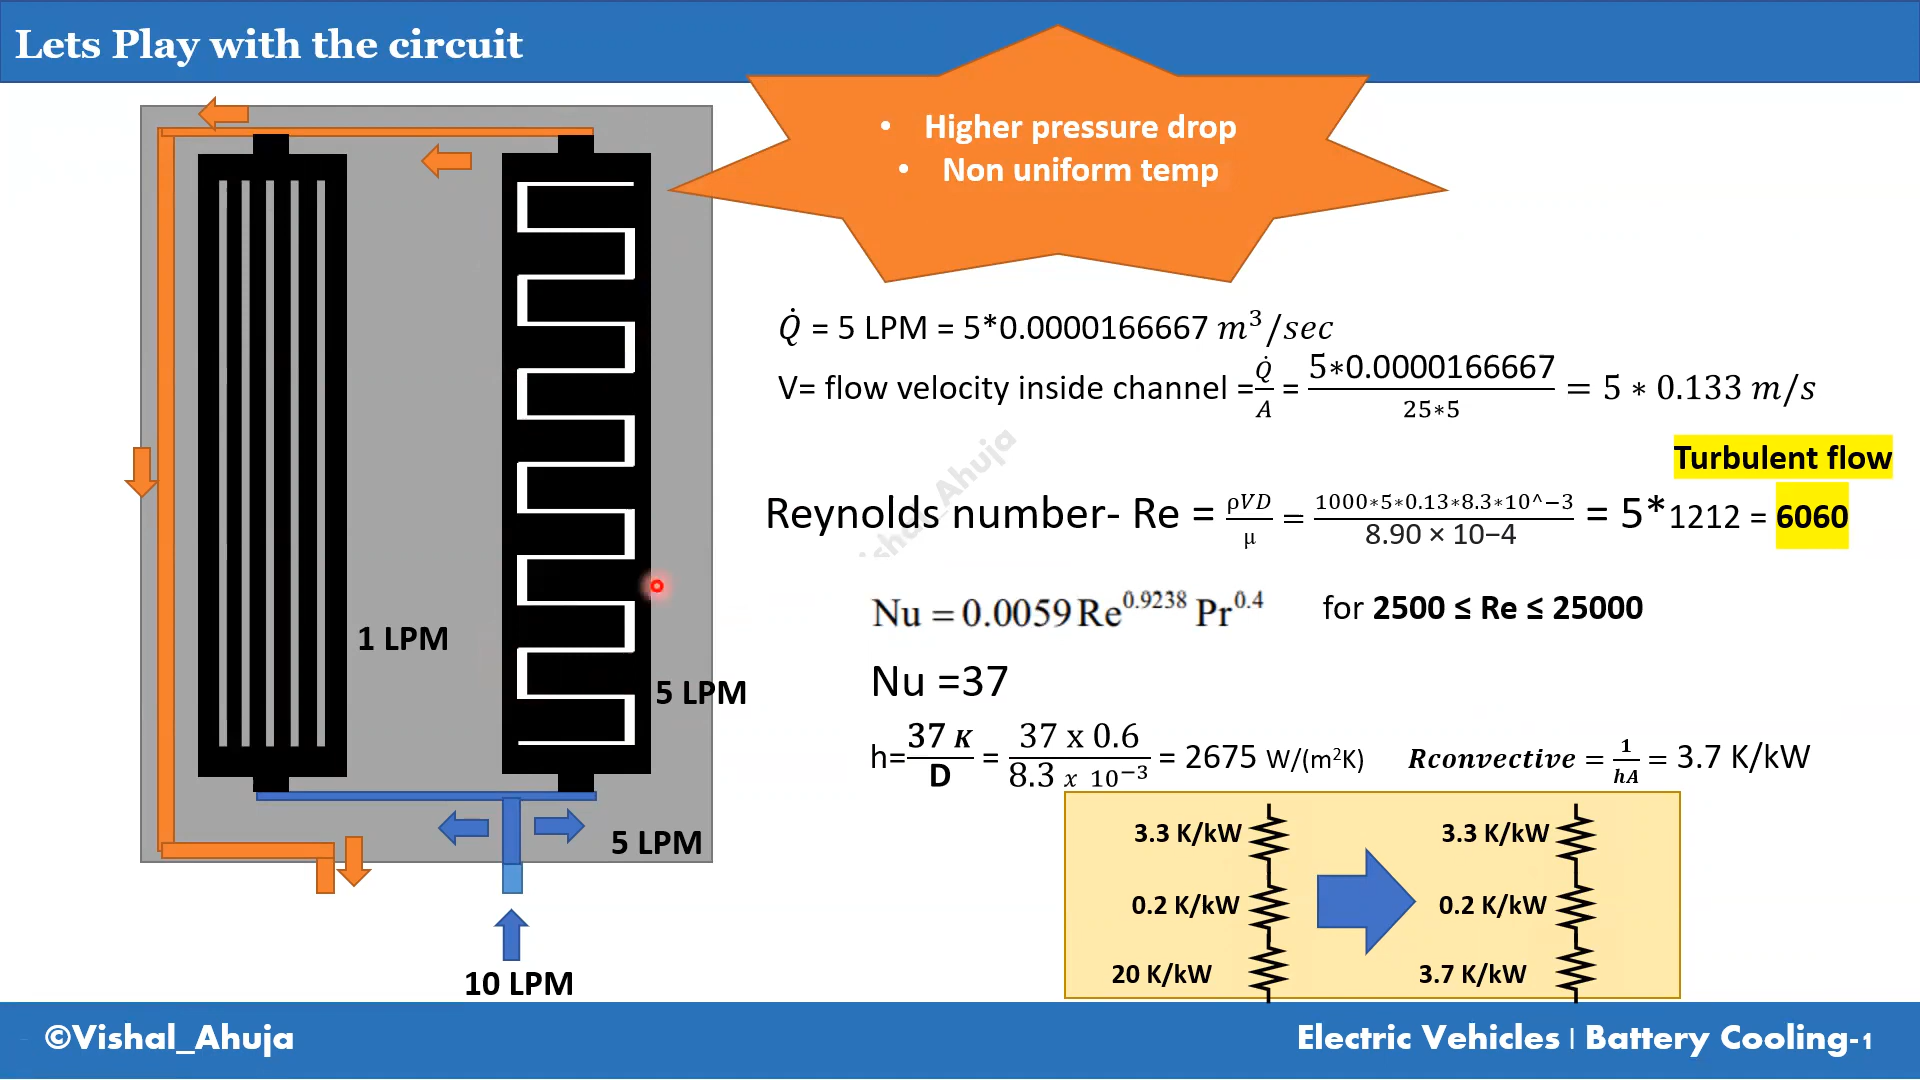 Lets Play with the circuit
• Higher pressure drop
• Non uniform temp
Q̇ = 5 LPM = 5*0.0000166667 m³/sec
V= flow velocity inside channel = Q̇/A = 5*0.0000166667/25*5 = 5 * 0.133 m/s
Turbulent flow
Reynolds number- Re = ρVD/μ = 1000*5*0.13*8.3*10^−3/8.90 × 10−4 = 5*1212 = 6060
Nu = 0.0059 Re^0.9238 Pr^0.4 for 2500 ≤ Re ≤ 25000
Nu =37
h= 37 K/D = 37 x 0.6/8.3 x 10⁻³ = 2675 W/(m²K) Rconvective = 1/hA = 3.7 K/kW
1 LPM
5 LPM
5 LPM
10 LPM
3.3 K/kW 3.3 K/kW
0.2 K/kW 0.2 K/kW
20 K/kW 3.7 K/kW
_Ahuja
©Vishal_Ahuja
Electric Vehicles | Battery Cooling-1